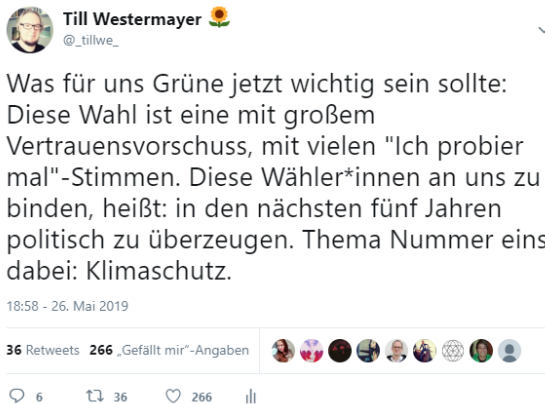 Till Westermayer 🌻
@_tillwe_
Was für uns Grüne jetzt wichtig sein sollte:
Diese Wahl ist eine mit großem
Vertrauensvorschuss, mit vielen "Ich probier
mal"-Stimmen. Diese Wähler*innen an uns zu
binden, heißt: in den nächsten fünf Jahren
politisch zu überzeugen. Thema Nummer eins
dabei: Klimaschutz.
18:58 - 26. Mai 2019
36 Retweets 266 „Gefällt mir"-Angaben
6 36 266